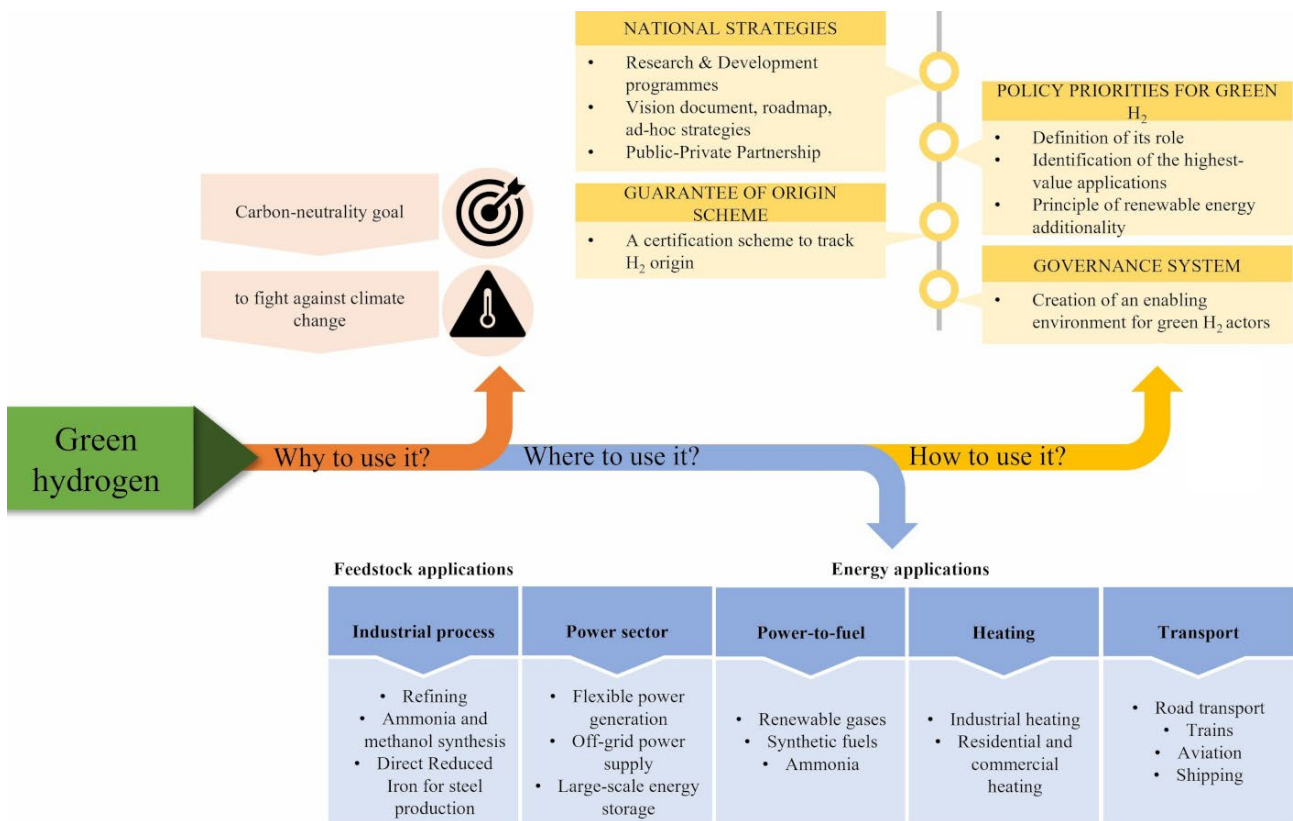 NATIONAL STRATEGIES
• Research & Development
programmes
• Vision document, roadmap,
ad-hoc strategies
• Public-Private Partnership
POLICY PRIORITIES FOR GREEN
H₂
• Definition of its role
• Identification of the highest-
value applications
• Principle of renewable energy
additionality
GUARANTEE OF ORIGIN
SCHEME
• A certification scheme to track
H₂ origin
GOVERNANCE SYSTEM
• Creation of an enabling
environment for green H₂ actors
Carbon-neutrality goal
to fight against climate
change
Green
hydrogen
Why to use it?
Where to use it?
How to use it?
Feedstock applications
Energy applications
Industrial process
• Refining
• Ammonia and
methanol synthesis
• Direct Reduced
Iron for steel
production
Power sector
• Flexible power
generation
• Off-grid power
supply
• Large-scale energy
storage
Power-to-fuel
• Renewable gases
• Synthetic fuels
• Ammonia
Heating
• Industrial heating
• Residential and
commercial
heating
Transport
• Road transport
• Trains
• Aviation
• Shipping